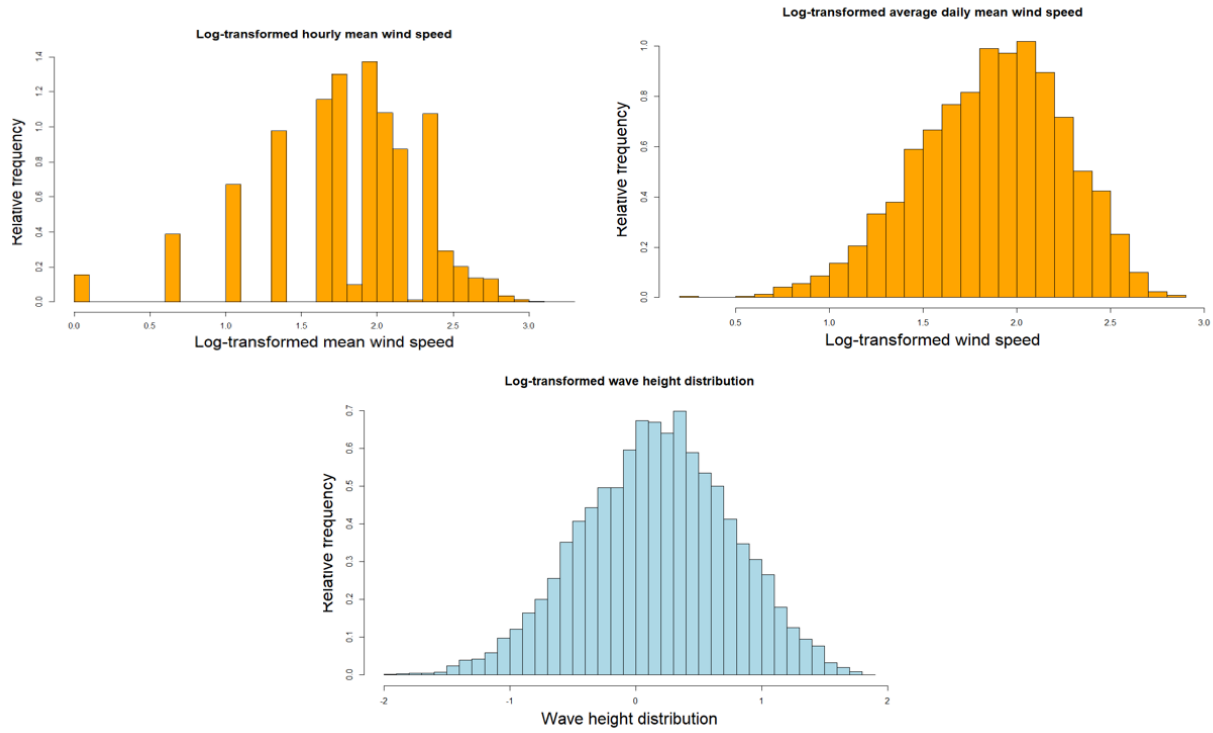 Log-transformed hourly mean wind speed
Relative frequency
0.0 0.2 0.4 0.6 0.8 1.0 1.2 1.4
0.0 0.5 1.0 1.5 2.0 2.5 3.0
Log-transformed mean wind speed
Log-transformed average daily mean wind speed
Relative frequency
0.0 0.2 0.4 0.6 0.8 1.0
0.5 1.0 1.5 2.0 2.5 3.0
Log-transformed wind speed
Log-transformed wave height distribution
Relative frequency
0.0 0.1 0.2 0.3 0.4 0.5 0.6 0.7
-2 -1 0 1 2
Wave height distribution